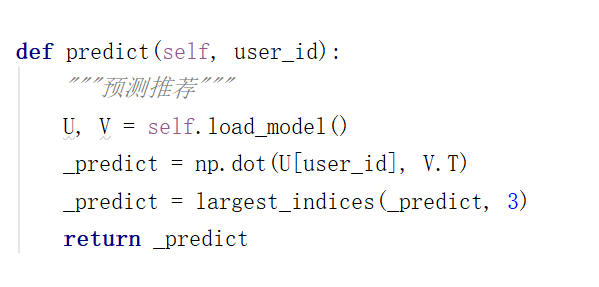 def predict(self, user_id):
    """预测推荐"""
    U, V = self.load_model()
    _predict = np.dot(U[user_id], V.T)
    _predict = largest_indices(_predict, 3)
    return _predict